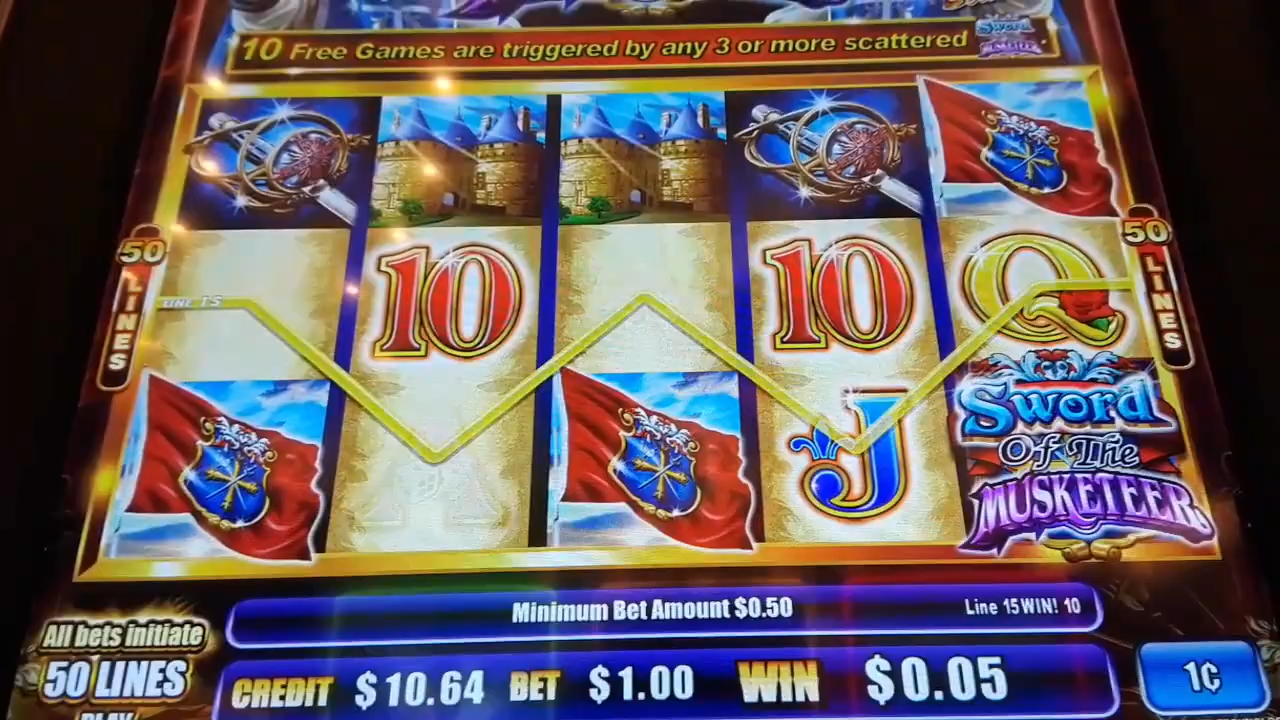 10 Free Games are triggered by any 3 or more scattered Sword MUSKETEER
50 LINES
50 LINES
LINE 15
10
10
Q
J
Sword
Of The
MUSKETEER
Minimum Bet Amount $0.50
Line 15 WIN! 10
All bets initiate
50 LINES
PLAY
CREDIT $10.64 BET $1.00 WIN $0.05
1¢